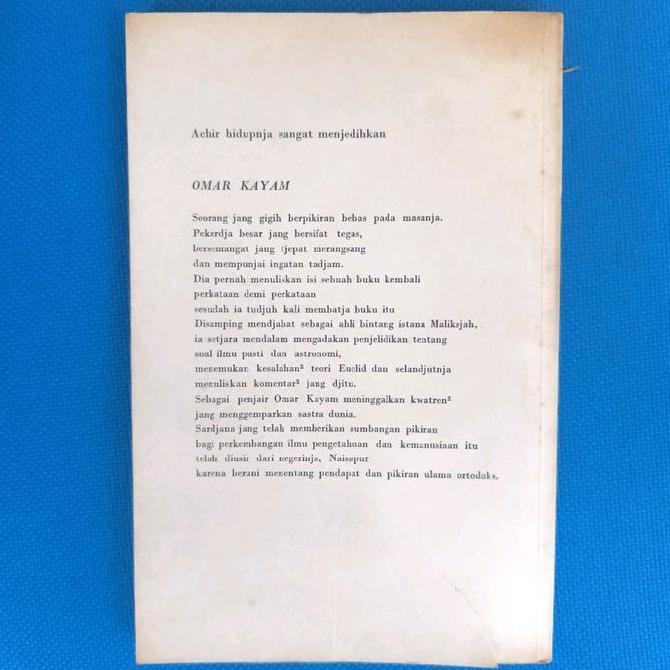 Achir hidupnja sangat menjedihkan
OMAR KAYAM
Seorang jang gigih berpikiran bebas pada masanja.
Pekerdja besar jang bersifat tegas,
bersemangat jang tjepat merangsang
dan mempunjai ingatan tadjam.
Dia pernah menuliskan isi sebuah buku kembali
perkataan demi perkataan
sesudah ia tudjuh kali membatja buku itu
Disamping mendjabat sebagai ahli bintang istana Maliksjah,
ia setjara mendalam mengadakan penjelidikan tentang
soal ilmu pasti dan astronomi,
menemukan kesalahan² teori Euclid dan selandjutnja
menuliskan komentar² jang djitu.
Sebagai penjair Omar Kayam meninggalkan kwatren²
jang menggemparkan sastra dunia.
Sardjana jang telah memberikan sumbangan pikiran
bagi perkembangan ilmu pengetahuan dan kemanusiaan itu
telah diusir dari negerinja, Naisapur
karena berani menentang pendapat dan pikiran ulama ortodoks.